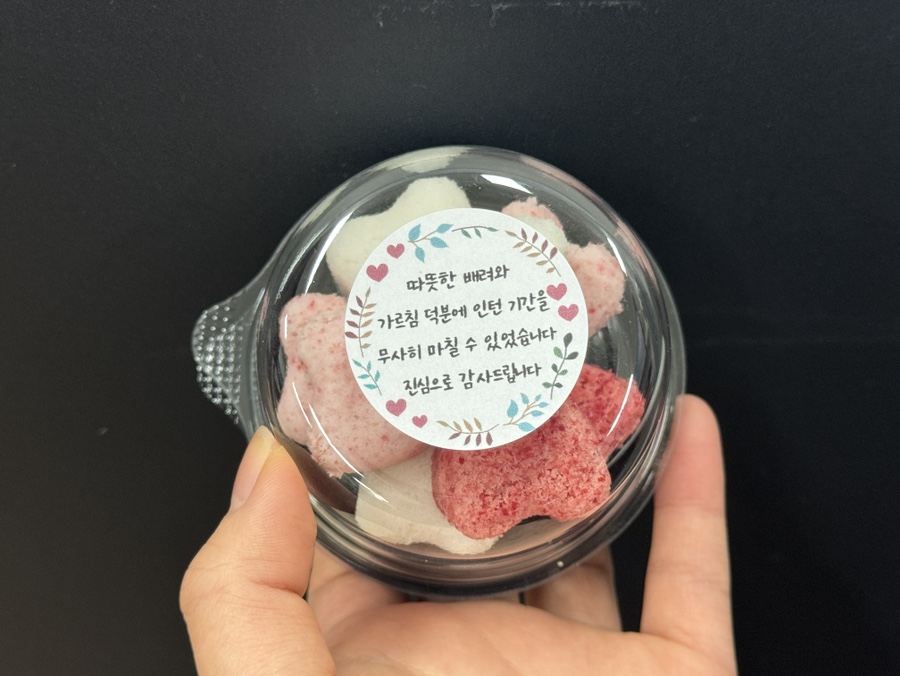 따뜻한 배려와
가르침 덕분에 인턴 기간을
무사히 마칠 수 있었습니다
진심으로 감사드립니다